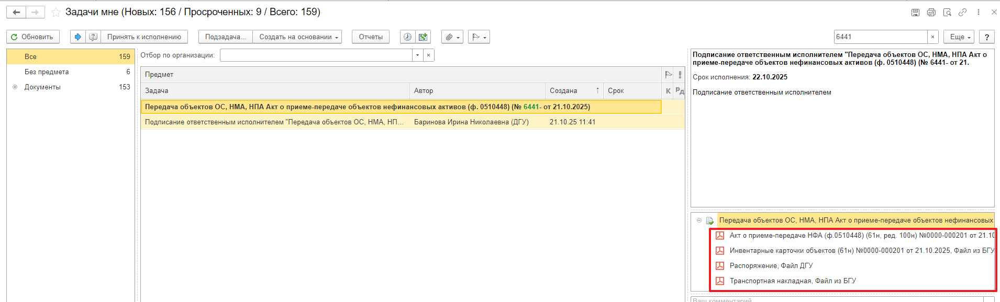 Задачи мне (Новых: 156 / Просроченных: 9 / Всего: 159)
Обновить
Принять к исполнению
Подзадача...
Создать на основании
Отчеты
6441
×
Еще
?
Все 159
Без предмета 6
Документы 153
Отбор по организации:
Предмет
Задача Автор Создана ↑ Срок К Рд
Передача объектов ОС, НМА, НПА Акт о приеме-передаче объектов нефинансовых активов (ф. 0510448) (№ 6441- от 21.10.2025)
Подписание ответственным исполнителем "Передача объектов ОС, НМА, НП... Баринова Ирина Николаевна (ДГУ) 21.10.25 11:41
Подписание ответственным исполнителем "Передача объектов ОС, НМА, НПА Акт о
приеме-передаче объектов нефинансовых активов (ф. 0510448) (№ 6441- от 21.
Срок исполнения: 22.10.2025
Подписание ответственным исполнителем
Передача объектов ОС, НМА, НПА Акт о приеме-передаче объектов нефинансовых
Акт о приеме-передаче НФА (ф.0510448) (61н, ред. 100н) №0000-000201 от 21.10
Инвентарные карточки объектов (61н) №0000-000201 от 21.10.2025, Файл из БГУ
Распоряжение, Файл ДГУ
Транспортная накладная, Файл из БГУ
Ваш комментарий